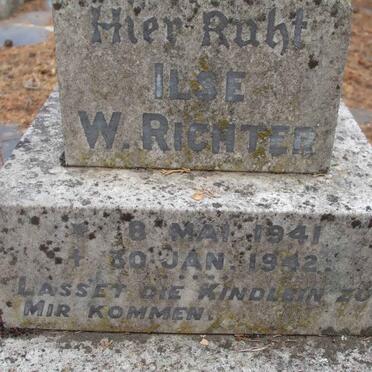 Hier Ruht
ILSE
W. RICHTER
* 8 MAI 1941
+ 30 JAN. 1942.
LASSET DIE KINDLEIN ZU
MIR KOMMEN.